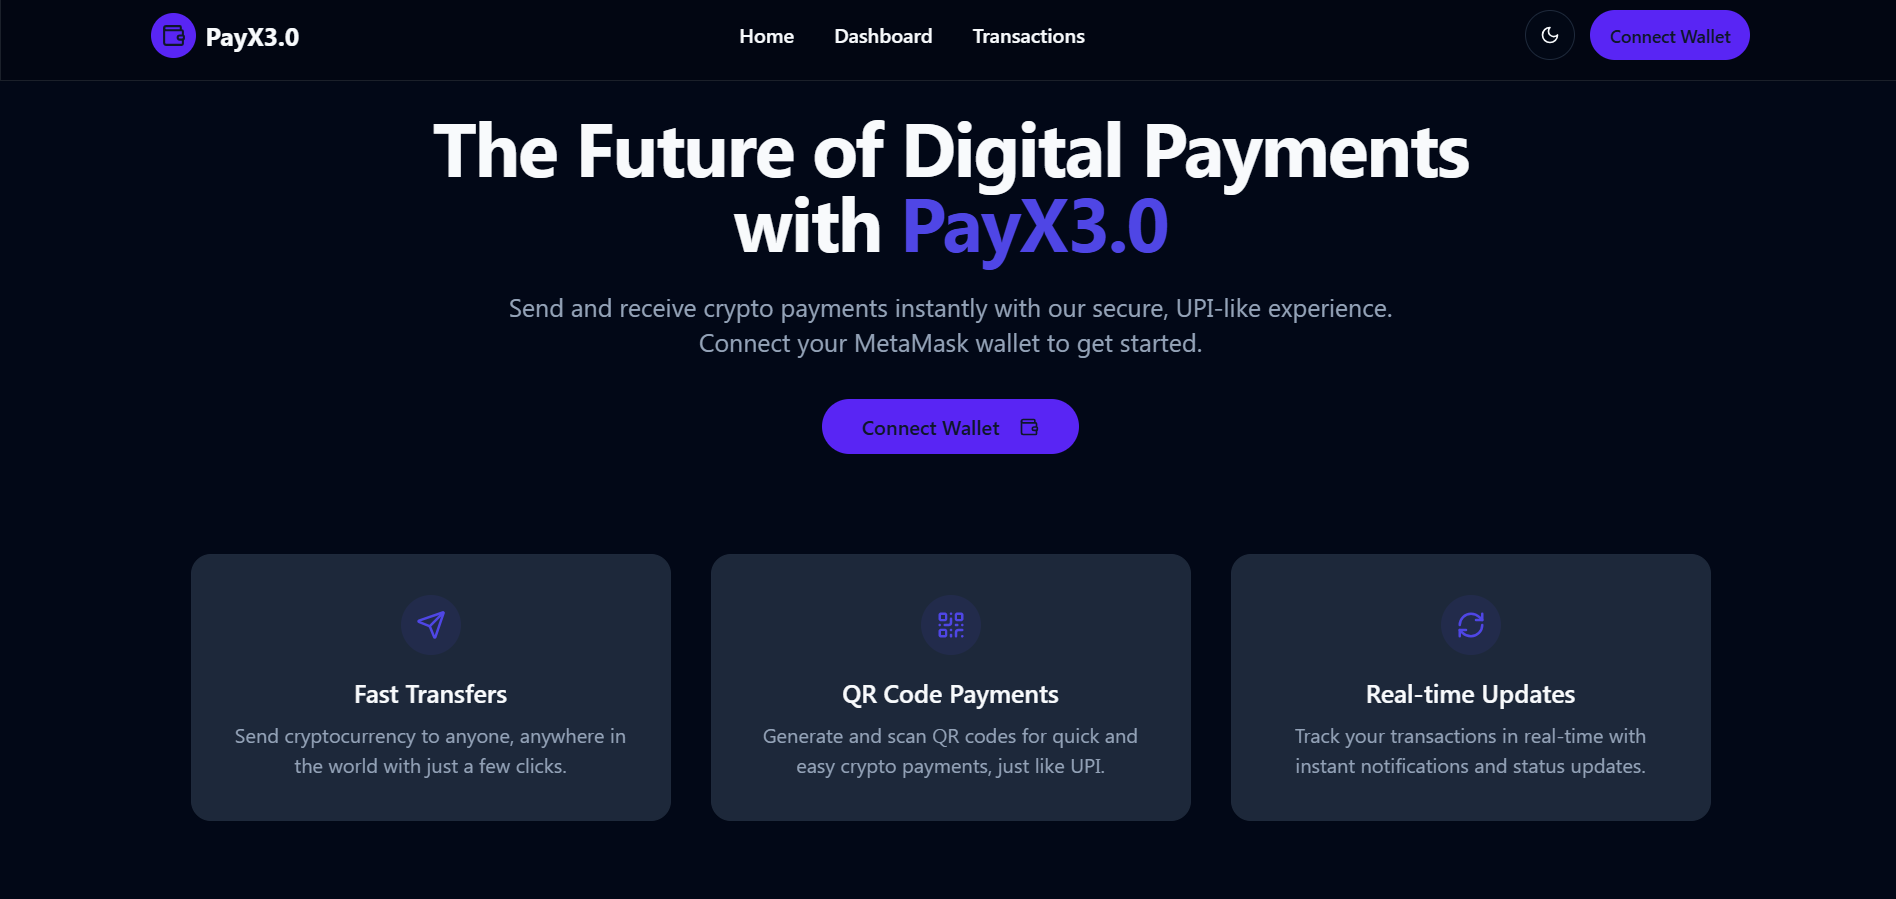 PayX3.0
Home
Dashboard
Transactions
Connect Wallet
The Future of Digital Payments
with PayX3.0
Send and receive crypto payments instantly with our secure, UPI-like experience.
Connect your MetaMask wallet to get started.
Connect Wallet
Fast Transfers
Send cryptocurrency to anyone, anywhere in
the world with just a few clicks.
QR Code Payments
Generate and scan QR codes for quick and
easy crypto payments, just like UPI.
Real-time Updates
Track your transactions in real-time with
instant notifications and status updates.